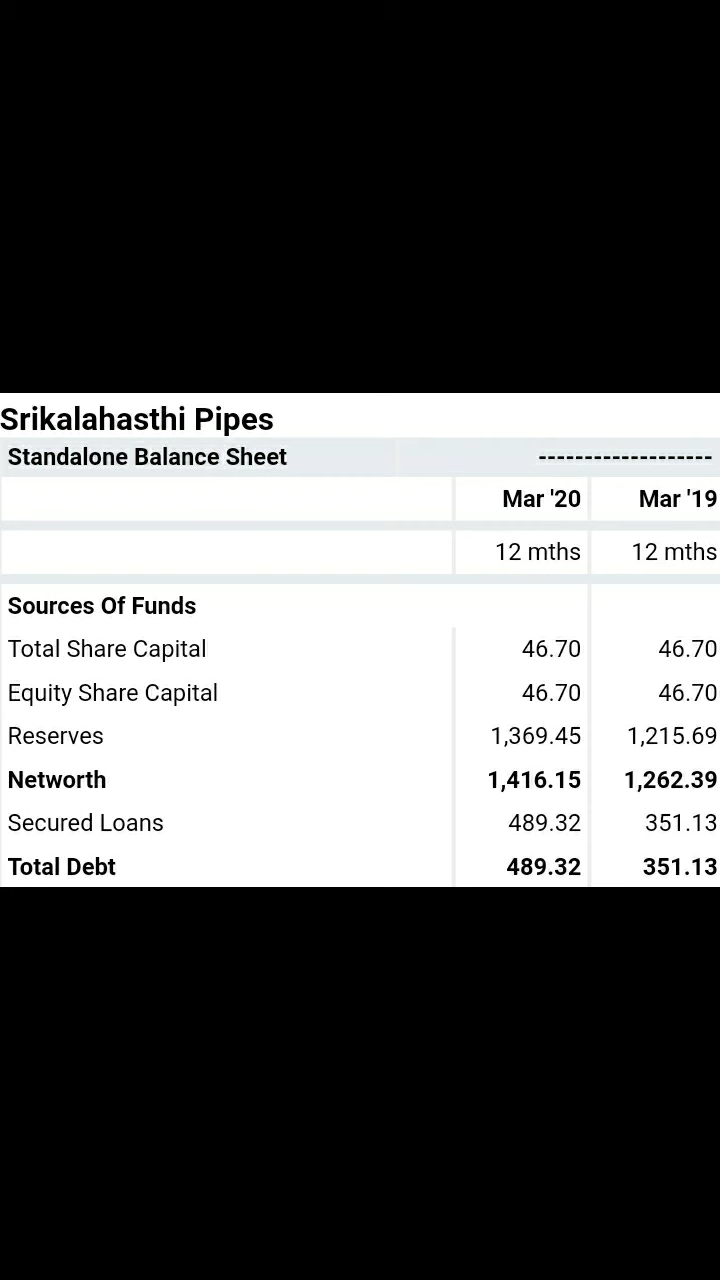 Srikalahasthi Pipes
Standalone Balance Sheet -------------------
Mar '20 Mar '19
12 mths 12 mths
Sources Of Funds
Total Share Capital 46.70 46.70
Equity Share Capital 46.70 46.70
Reserves 1,369.45 1,215.69
Networth 1,416.15 1,262.39
Secured Loans 489.32 351.13
Total Debt 489.32 351.13